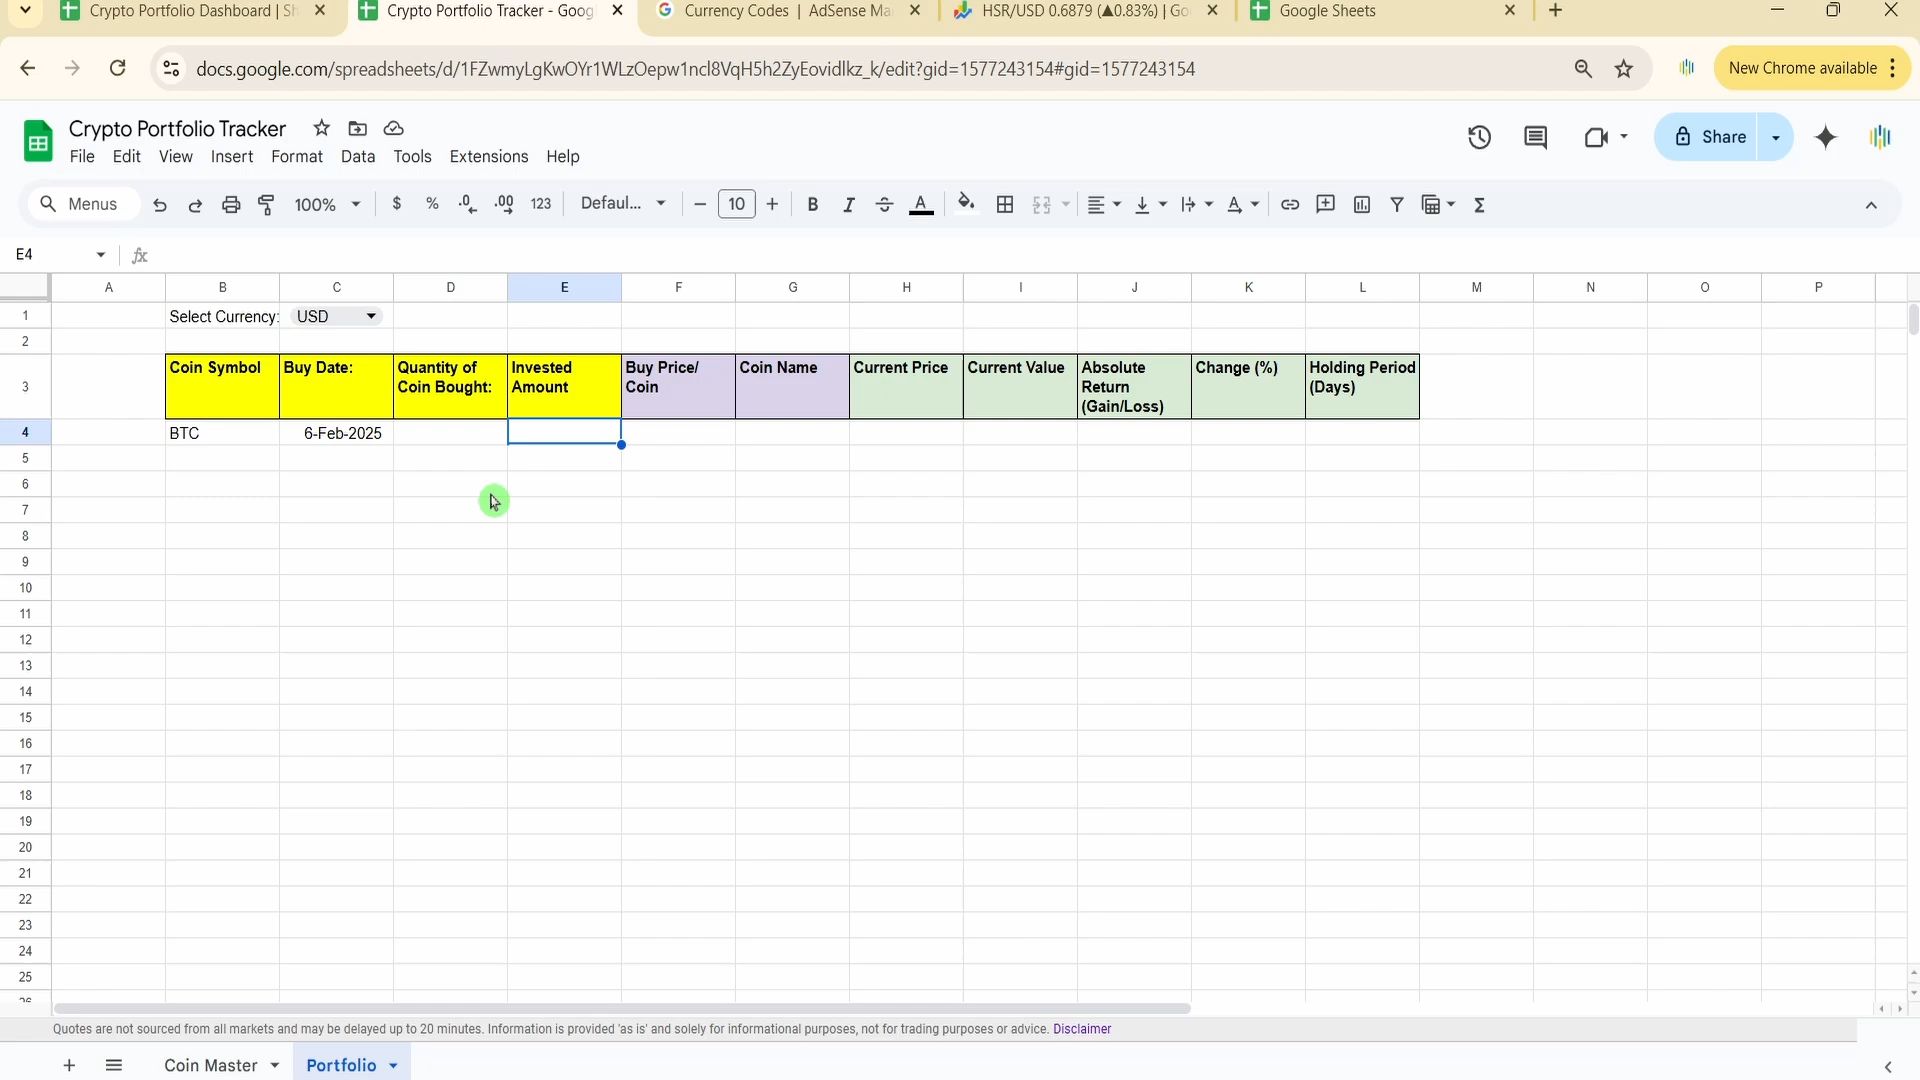 Crypto Portfolio Dashboard | Sh
Crypto Portfolio Tracker - Goog
Currency Codes | AdSense Ma
HSR/USD 0.6879 (▲0.83%) | Go
Google Sheets
docs.google.com/spreadsheets/d/1FZwmyLgKwOYr1WLzOepw1ncl8VqH5h2ZyEovidlkz_k/edit?gid=1577243154#gid=1577243154
New Chrome available
Crypto Portfolio Tracker
File Edit View Insert Format Data Tools Extensions Help
Share
Menus 100% $ % .0 .00 123 Defaul... 10 B I S A Σ
E4 fx
A B C D E F G H I J K L M N O P
1 Select Currency: USD
2
3 Coin Symbol Buy Date: Quantity of Coin Bought: Invested Amount Buy Price/ Coin Coin Name Current Price Current Value Absolute Return (Gain/Loss) Change (%) Holding Period (Days)
4 BTC 6-Feb-2025
5
6
7
8
9
10
11
12
13
14
15
16
17
18
19
20
21
22
23
24
25
26
Quotes are not sourced from all markets and may be delayed up to 20 minutes. Information is provided 'as is' and solely for informational purposes, not for trading purposes or advice. Disclaimer
Coin Master Portfolio